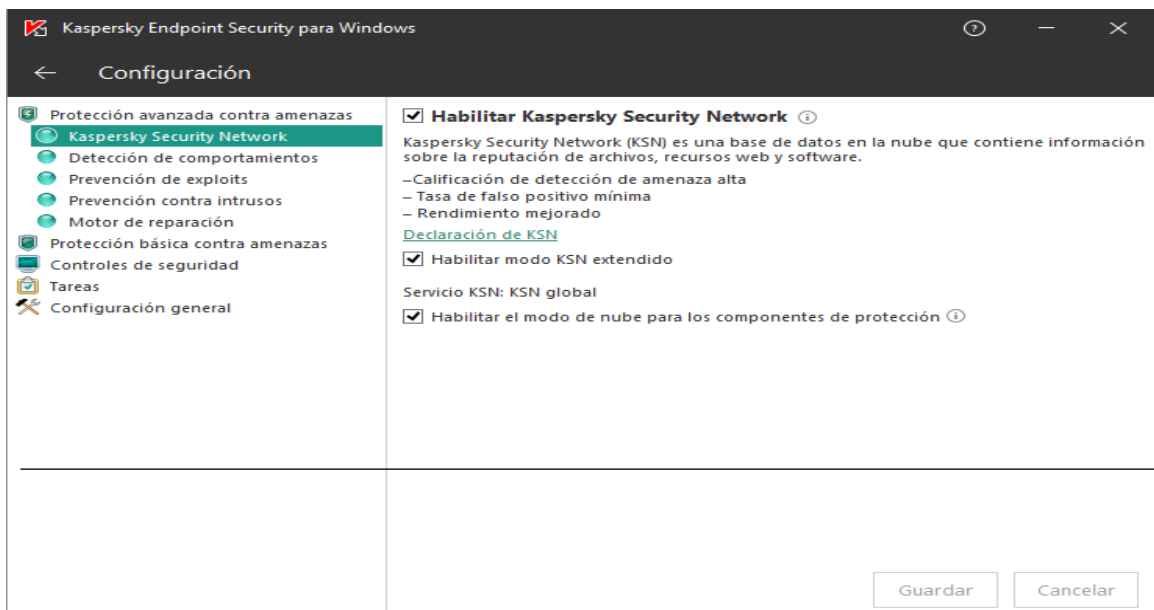 Kaspersky Endpoint Security para Windows
Configuración
Protección avanzada contra amenazas
Kaspersky Security Network
Detección de comportamientos
Prevención de exploits
Prevención contra intrusos
Motor de reparación
Protección básica contra amenazas
Controles de seguridad
Tareas
Configuración general
Habilitar Kaspersky Security Network
Kaspersky Security Network (KSN) es una base de datos en la nube que contiene información
sobre la reputación de archivos, recursos web y software.
–Calificación de detección de amenaza alta
– Tasa de falso positivo mínima
– Rendimiento mejorado
Declaración de KSN
Habilitar modo KSN extendido
Servicio KSN: KSN global
Habilitar el modo de nube para los componentes de protección
Guardar
Cancelar